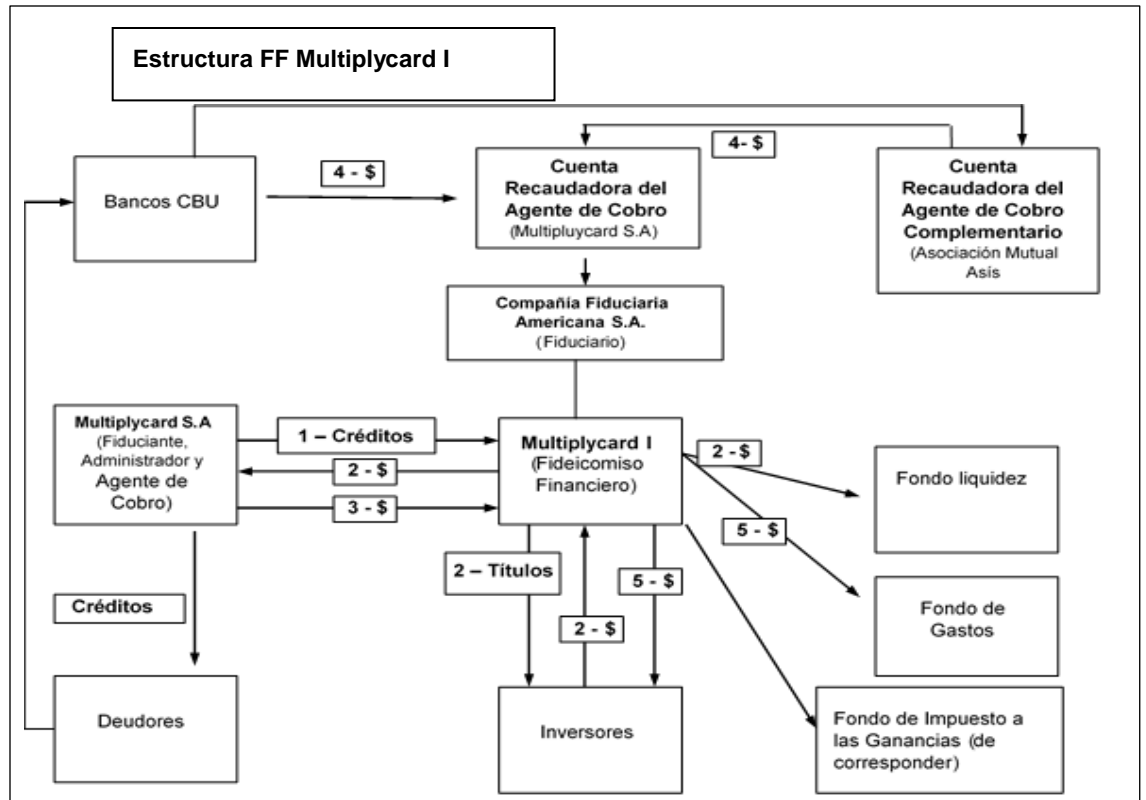 Estructura FF Multiplycard I
4- $
Bancos CBU
4 - $
Cuenta
Recaudadora del
Agente de Cobro
(Multipluycard S.A)
Cuenta
Recaudadora del
Agente de Cobro
Complementario
(Asociación Mutual
Asis
Compañía Fiduciaria
Americana S.A.
(Fiduciario)
Multiplycard S.A
(Fiduciante,
Administrador y
Agente de
Cobro)
1 – Créditos
2 - $
3 - $
Multiplycard I
(Fideicomiso
Financiero)
2 - $
Fondo liquidez
5 - $
2 – Títulos
5 - $
2 - $
Créditos
Fondo de
Gastos
Deudores
Inversores
Fondo de Impuesto a
las Ganancias (de
corresponder)